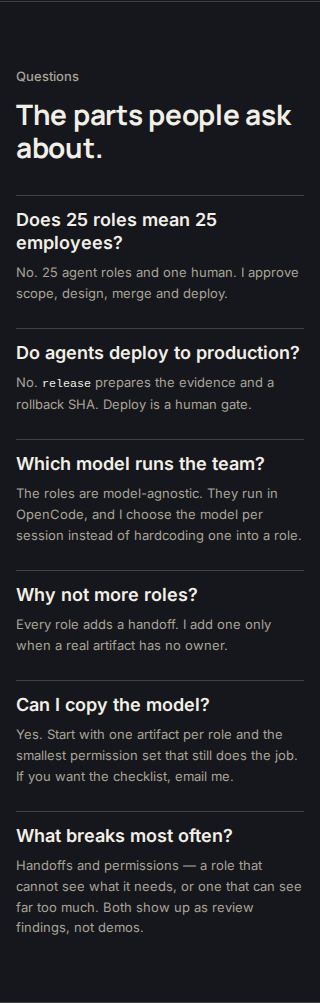 Questions
The parts people ask
about.
Does 25 roles mean 25
employees?
No. 25 agent roles and one human. I approve
scope, design, merge and deploy.
Do agents deploy to production?
No. release prepares the evidence and a
rollback SHA. Deploy is a human gate.
Which model runs the team?
The roles are model-agnostic. They run in
OpenCode, and I choose the model per
session instead of hardcoding one into a role.
Why not more roles?
Every role adds a handoff. I add one only
when a real artifact has no owner.
Can I copy the model?
Yes. Start with one artifact per role and the
smallest permission set that still does the job.
If you want the checklist, email me.
What breaks most often?
Handoffs and permissions — a role that
cannot see what it needs, or one that can see
far too much. Both show up as review
findings, not demos.